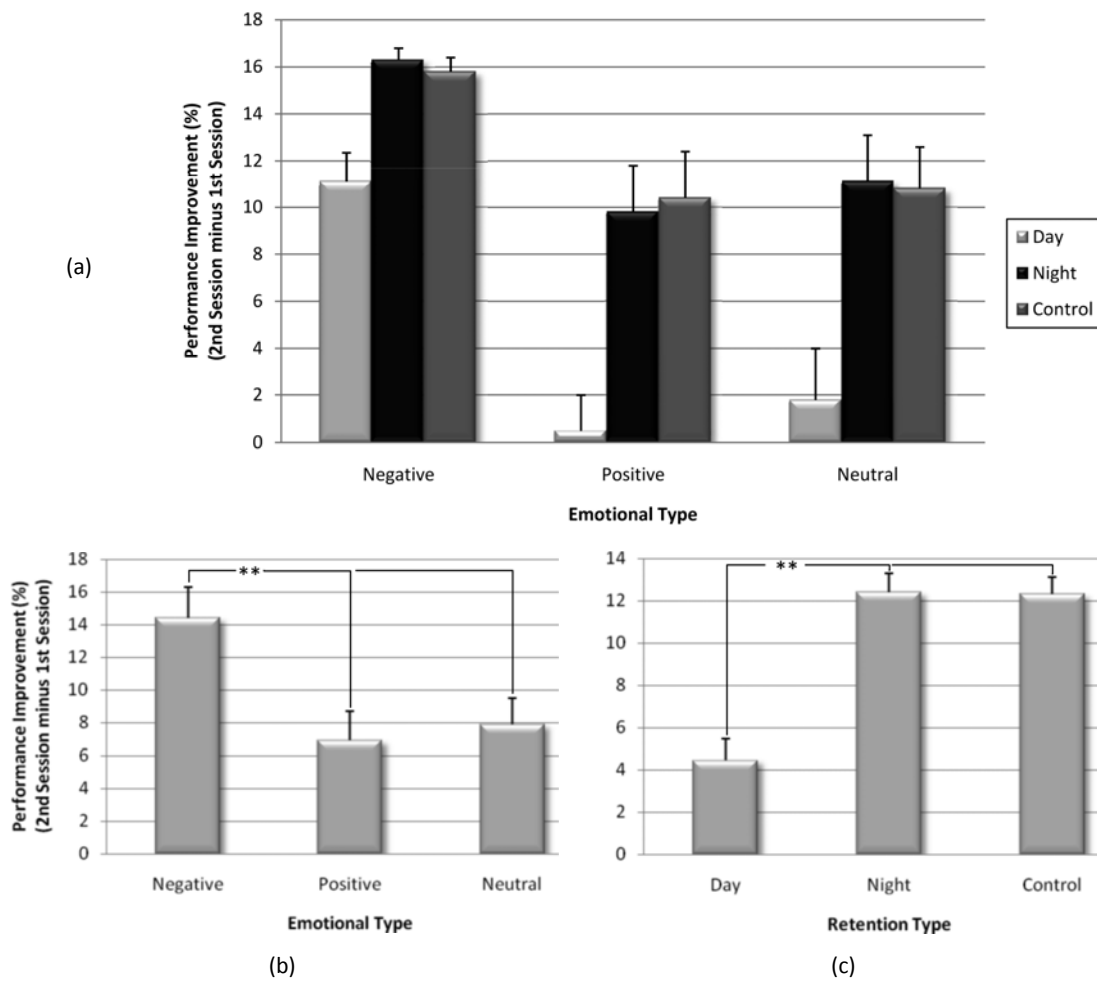 18
16
14
12
10
8
6
4
2
0
Performance Improvement (%)
(2nd Session minus 1st Session)
(a)
Negative
Positive
Neutral
Emotional Type
Day
Night
Control
18
16
14
12
10
8
6
4
2
0
Performance Improvement (%)
(2nd Session minus 1st Session)
**
Negative
Positive
Neutral
Emotional Type
(b)
14
12
10
8
6
4
2
0
**
Day
Night
Control
Retention Type
(c)